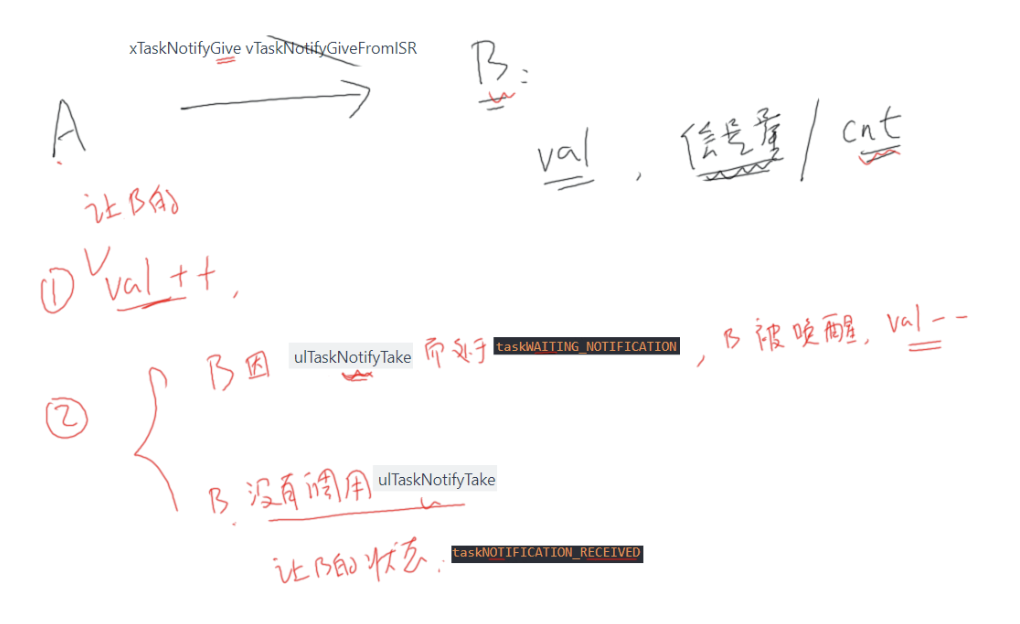 xTaskNotifyGive vTaskNotifyGiveFromISR
A
B:
val, 信号量/cnt
让B的
① val++,
②
B因 ulTaskNotifyTake 而处于 taskWAITING_NOTIFICATION, B被唤醒, val--
B 没有调用 ulTaskNotifyTake
让B的状态: taskNOTIFICATION_RECEIVED